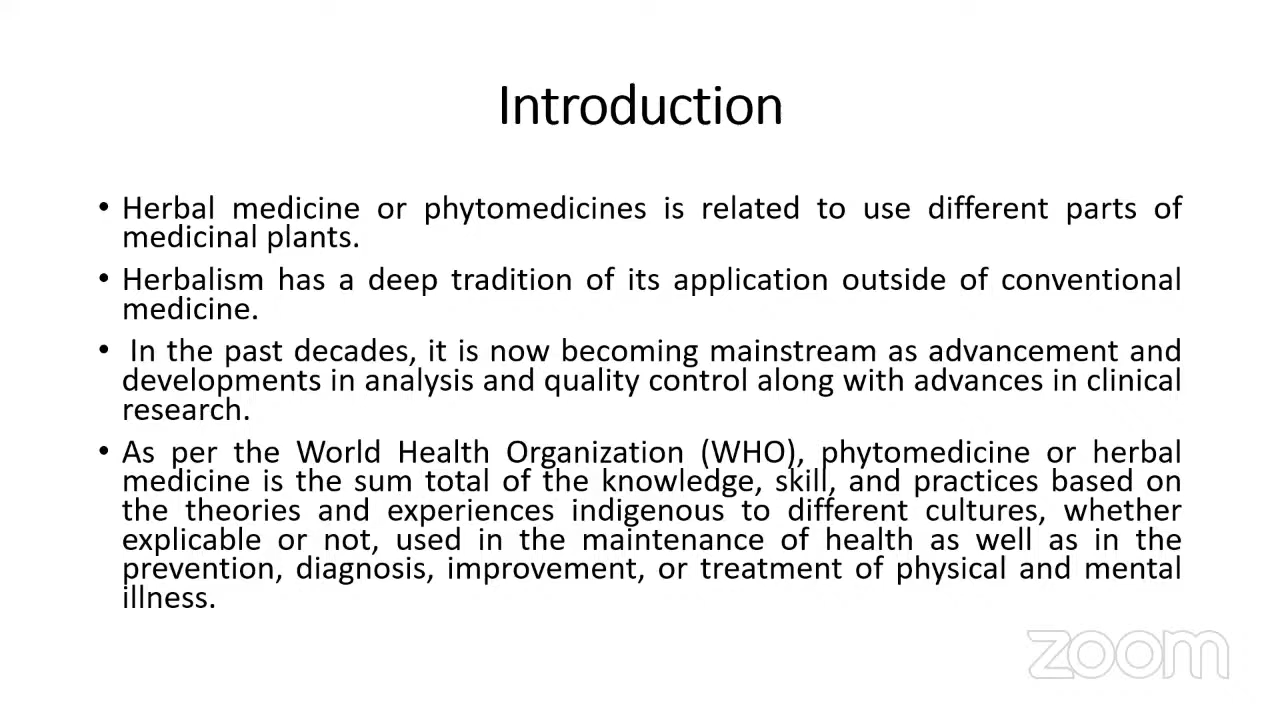 Introduction
• Herbal medicine or phytomedicines is related to use different parts of
medicinal plants.
• Herbalism has a deep tradition of its application outside of conventional
medicine.
• In the past decades, it is now becoming mainstream as advancement and
developments in analysis and quality control along with advances in clinical
research.
• As per the World Health Organization (WHO), phytomedicine or herbal
medicine is the sum total of the knowledge, skill, and practices based on
the theories and experiences indigenous to different cultures, whether
explicable or not, used in the maintenance of health as well as in the
prevention, diagnosis, improvement, or treatment of physical and mental
illness.
zoom